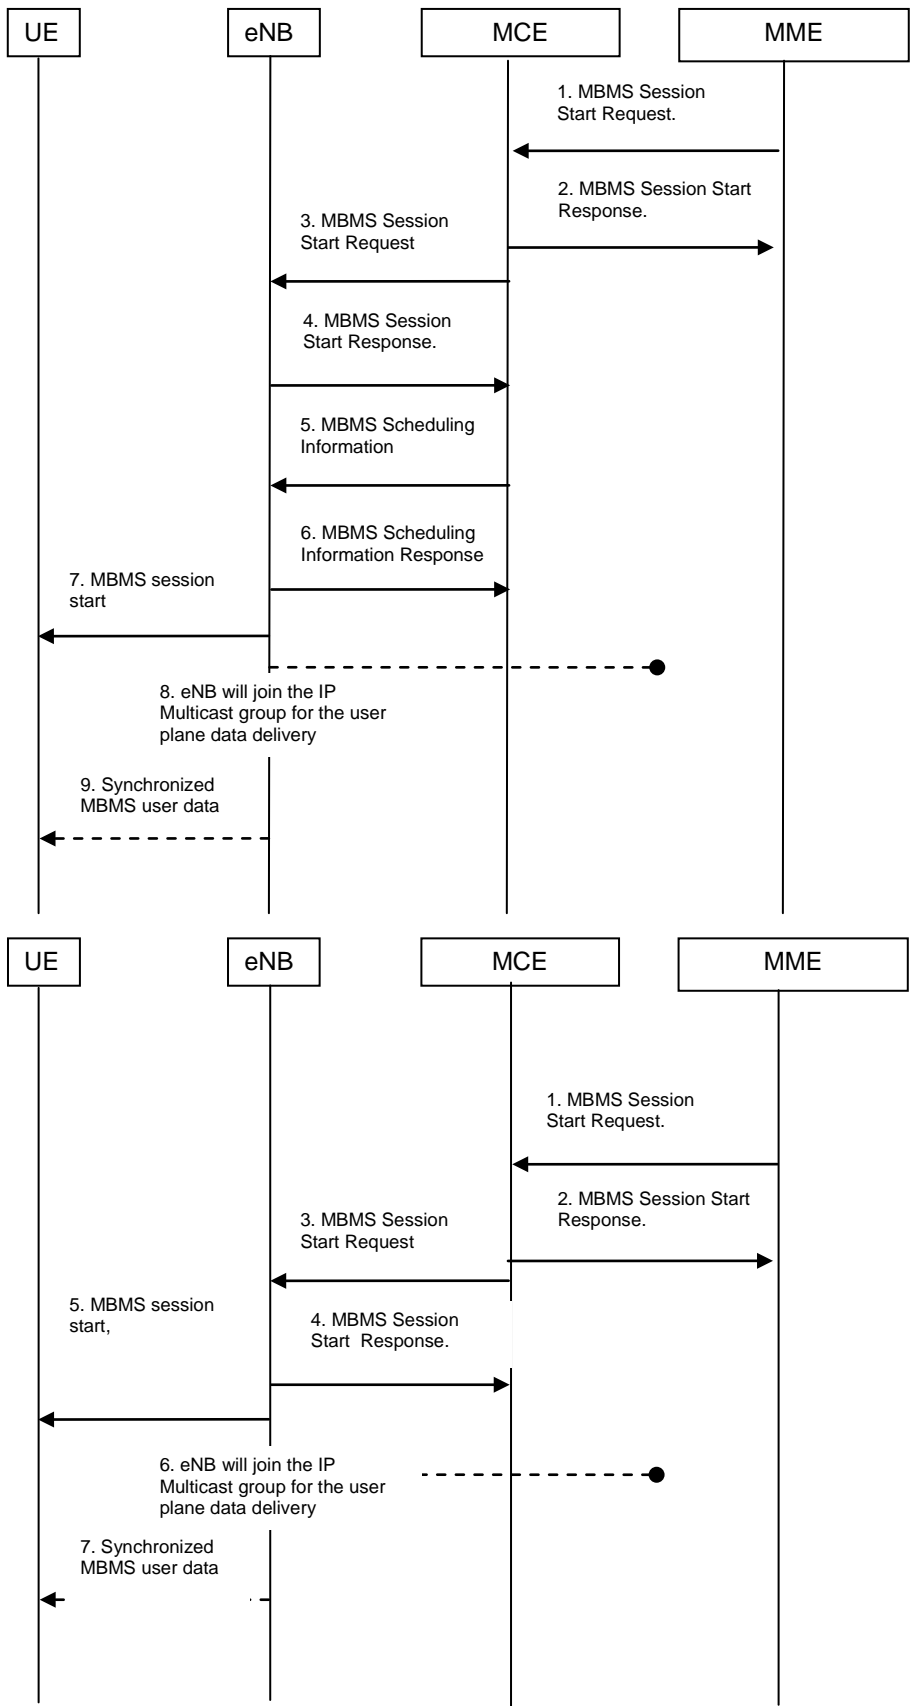 UE eNB MCE MME
1. MBMS Session
Start Request.
2. MBMS Session Start
Response.
3. MBMS Session
Start Request
4. MBMS Session
Start Response.
5. MBMS Scheduling
Information
6. MBMS Scheduling
Information Response
7. MBMS session
start
8. eNB will join the IP
Multicast group for the user
plane data delivery
9. Synchronized
MBMS user data
UE eNB MCE MME
1. MBMS Session
Start Request.
2. MBMS Session Start
Response.
3. MBMS Session
Start Request
4. MBMS Session
Start  Response.
5. MBMS session
start,
6. eNB will join the IP
Multicast group for the user
plane data delivery
7. Synchronized
MBMS user data